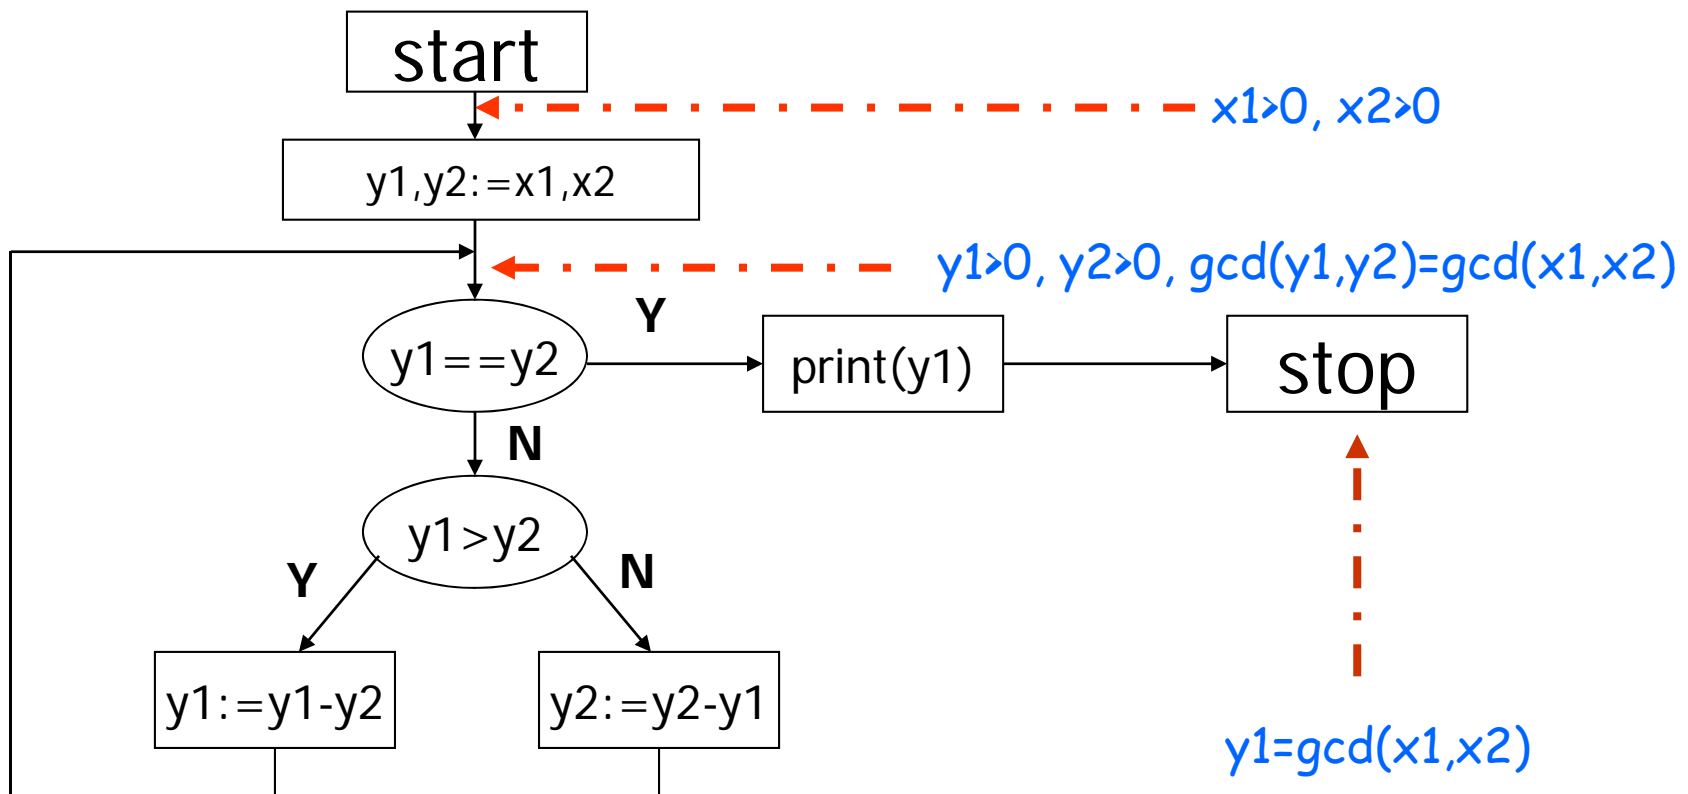 start
x1>0, x2>0
y1,y2:=x1,x2
y1>0, y2>0, gcd(y1,y2)=gcd(x1,x2)
Y
y1==y2
print(y1)
stop
N
y1>y2
Y
N
y1:=y1-y2
y2:=y2-y1
y1=gcd(x1,x2)